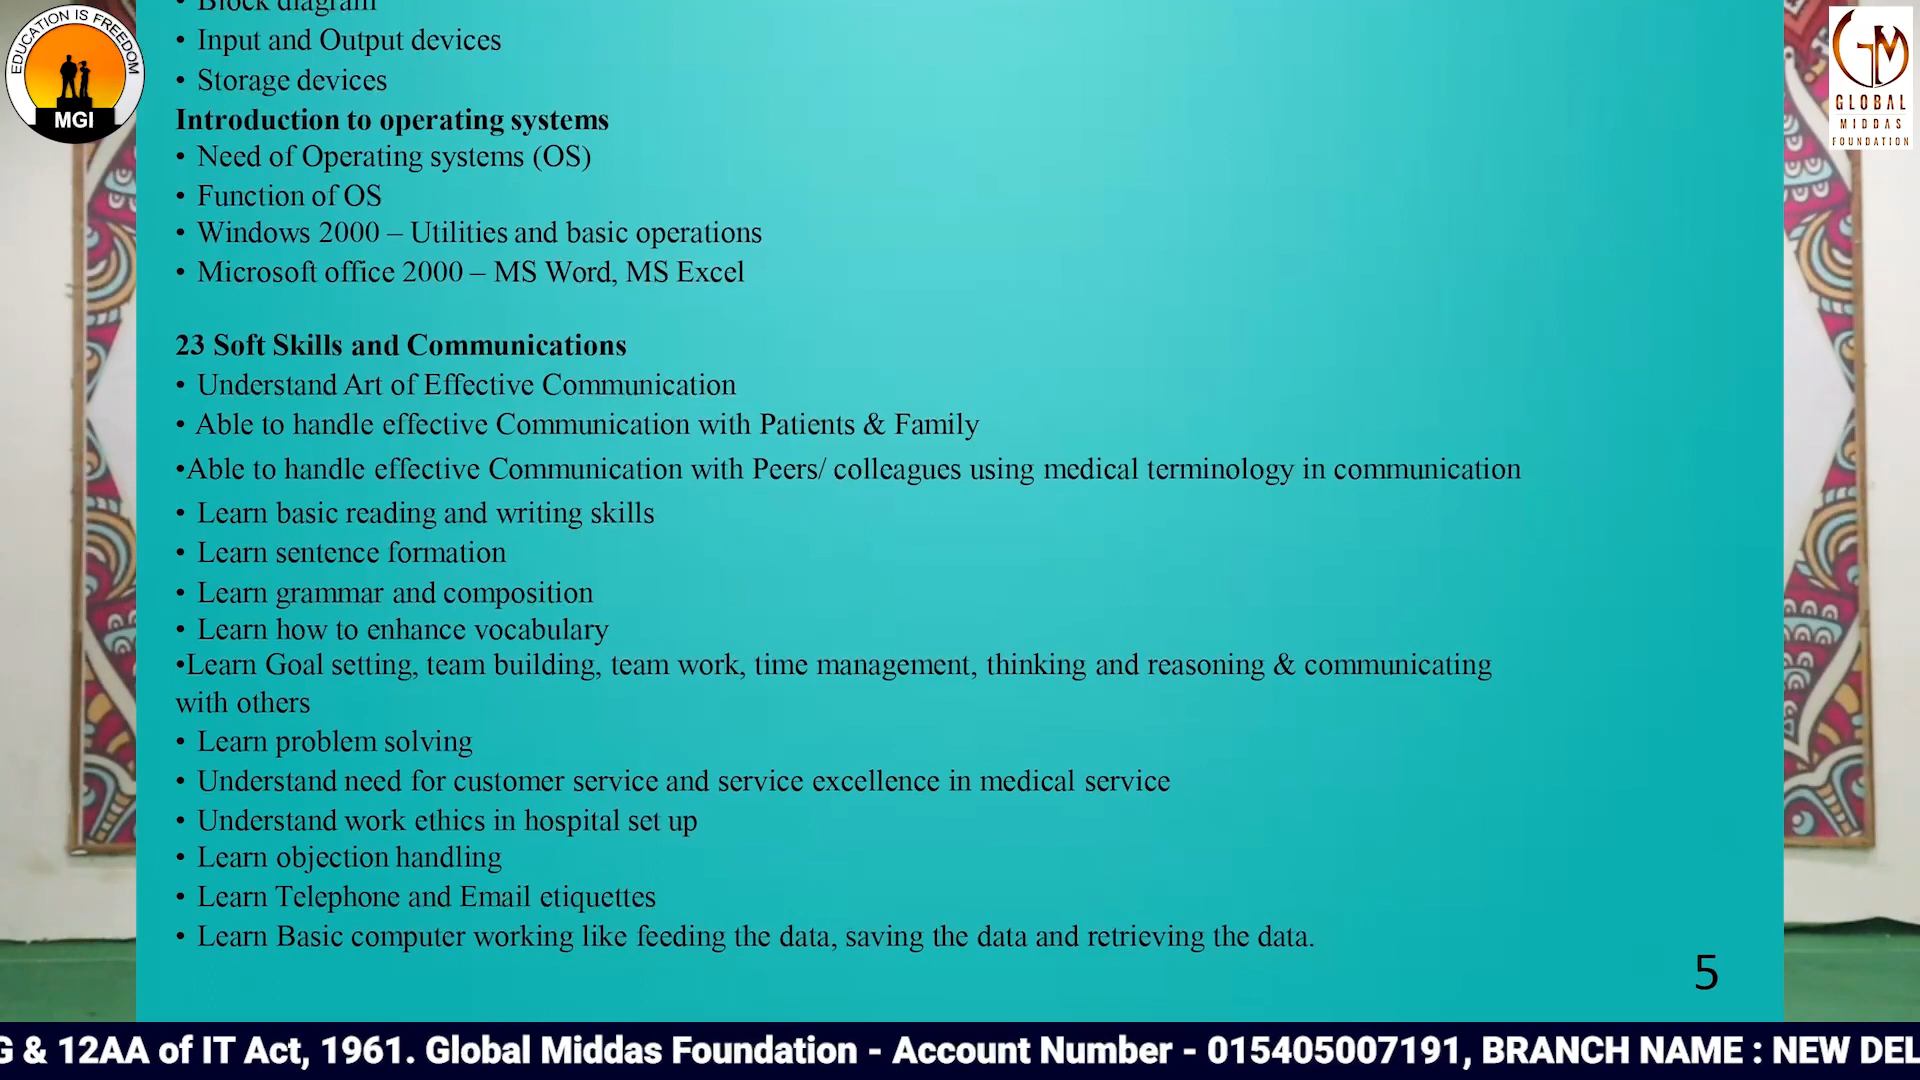 EDUCATION IS FREEDOM
MGI
GLOBAL
MIDDAS
FOUNDATION
• Block diagram
• Input and Output devices
• Storage devices
Introduction to operating systems
• Need of Operating systems (OS)
• Function of OS
• Windows 2000 – Utilities and basic operations
• Microsoft office 2000 – MS Word, MS Excel
23 Soft Skills and Communications
• Understand Art of Effective Communication
• Able to handle effective Communication with Patients & Family
•Able to handle effective Communication with Peers/ colleagues using medical terminology in communication
• Learn basic reading and writing skills
• Learn sentence formation
• Learn grammar and composition
• Learn how to enhance vocabulary
•Learn Goal setting, team building, team work, time management, thinking and reasoning & communicating
with others
• Learn problem solving
• Understand need for customer service and service excellence in medical service
• Understand work ethics in hospital set up
• Learn objection handling
• Learn Telephone and Email etiquettes
• Learn Basic computer working like feeding the data, saving the data and retrieving the data.
5
G & 12AA of IT Act, 1961. Global Middas Foundation - Account Number - 015405007191, BRANCH NAME : NEW DEL